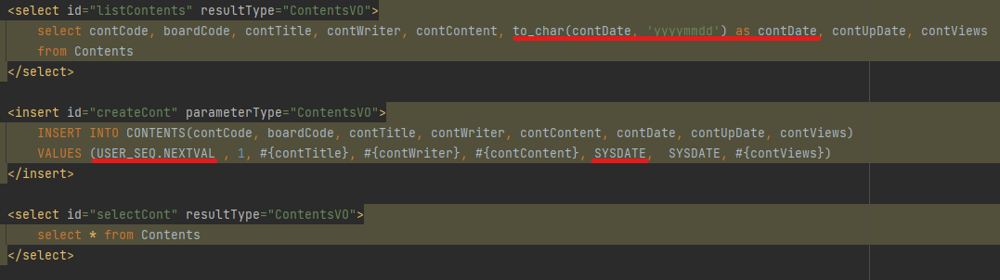 <select id="listContents" resultType="ContentsVO">
select contCode, boardCode, contTitle, contWriter, contContent, to_char(contDate, 'yyyymmdd') as contDate, contUpDate, contViews
from Contents
</select>
<insert id="createCont" parameterType="ContentsVO">
INSERT INTO CONTENTS(contCode, boardCode, contTitle, contWriter, contContent, contDate, contUpDate, contViews)
VALUES (USER_SEQ.NEXTVAL , 1, #{contTitle}, #{contWriter}, #{contContent}, SYSDATE,  SYSDATE, #{contViews})
</insert>
<select id="selectCont" resultType="ContentsVO">
select * from Contents
</select>